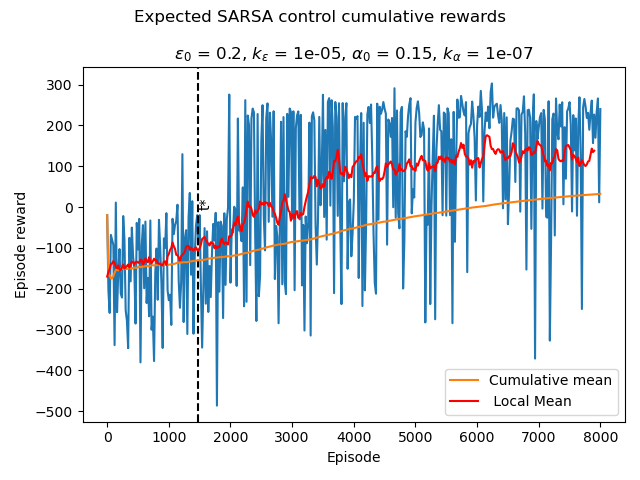 Expected SARSA control cumulative rewards
ε₀ = 0.2, kε = 1e-05, α₀ = 0.15, kα = 1e-07
Episode reward
300
200
100
0
−100
−200
−300
−400
−500
t*
Cumulative mean
Local Mean
0 1000 2000 3000 4000 5000 6000 7000 8000
Episode